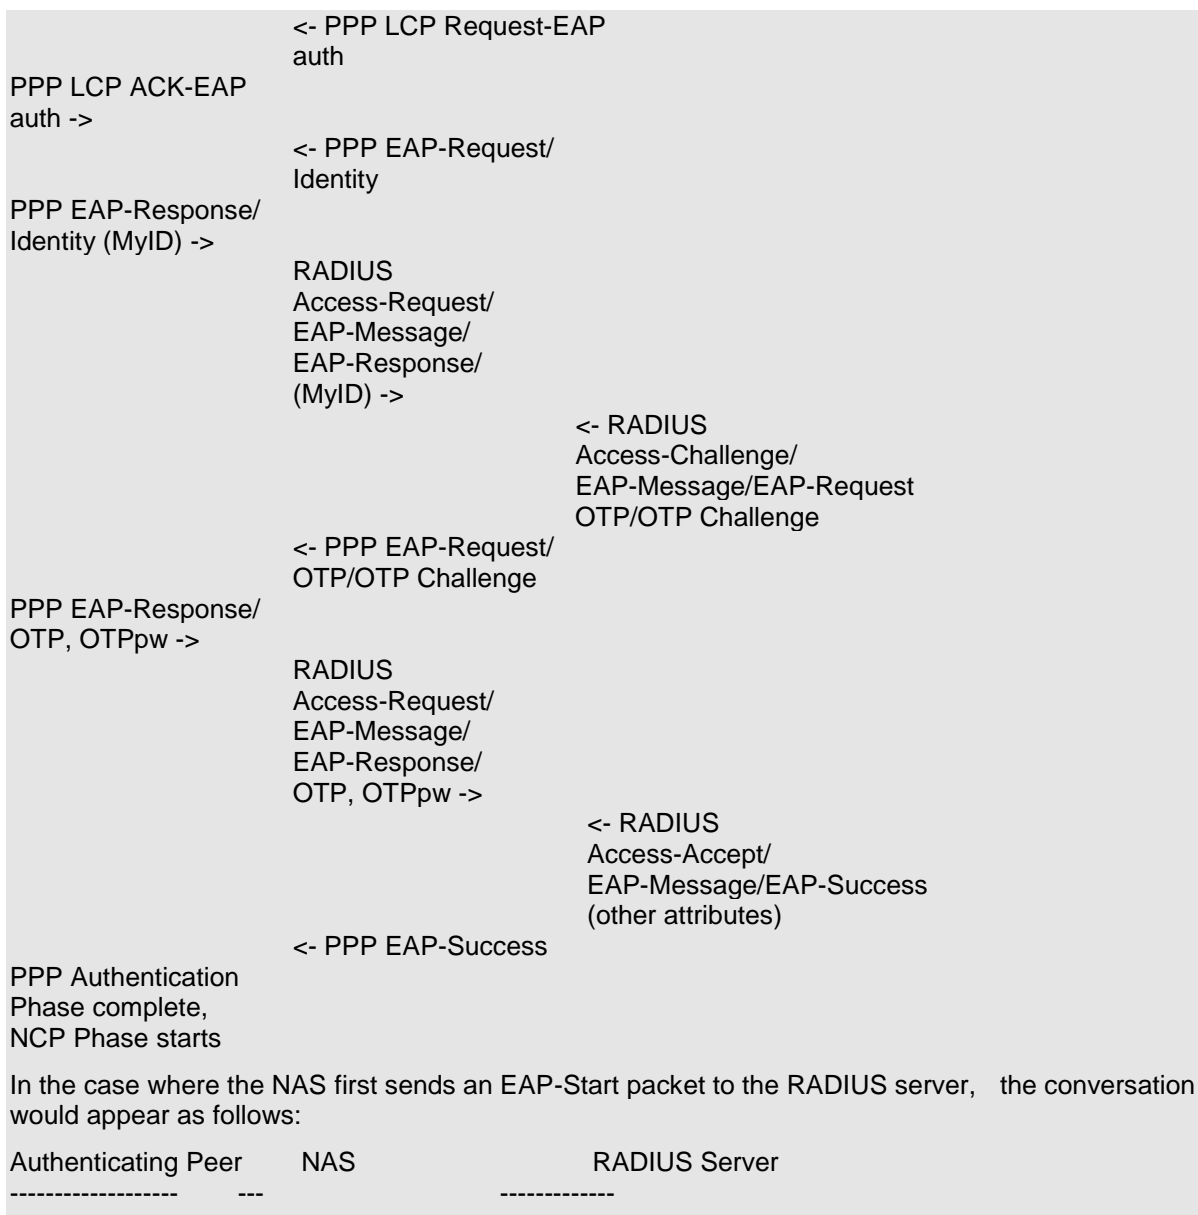 <- PPP LCP Request-EAP
auth
PPP LCP ACK-EAP
auth ->
<- PPP EAP-Request/
Identity
PPP EAP-Response/
Identity (MyID) ->
RADIUS
Access-Request/
EAP-Message/
EAP-Response/
(MyID) ->
<- RADIUS
Access-Challenge/
EAP-Message/EAP-Request
OTP/OTP Challenge
<- PPP EAP-Request/
OTP/OTP Challenge
PPP EAP-Response/
OTP, OTPpw ->
RADIUS
Access-Request/
EAP-Message/
EAP-Response/
OTP, OTPpw ->
<- RADIUS
Access-Accept/
EAP-Message/EAP-Success
(other attributes)
<- PPP EAP-Success
PPP Authentication
Phase complete,
NCP Phase starts
In the case where the NAS first sends an EAP-Start packet to the RADIUS server, the conversation
would appear as follows:
Authenticating Peer NAS RADIUS Server
------------------- --- -------------